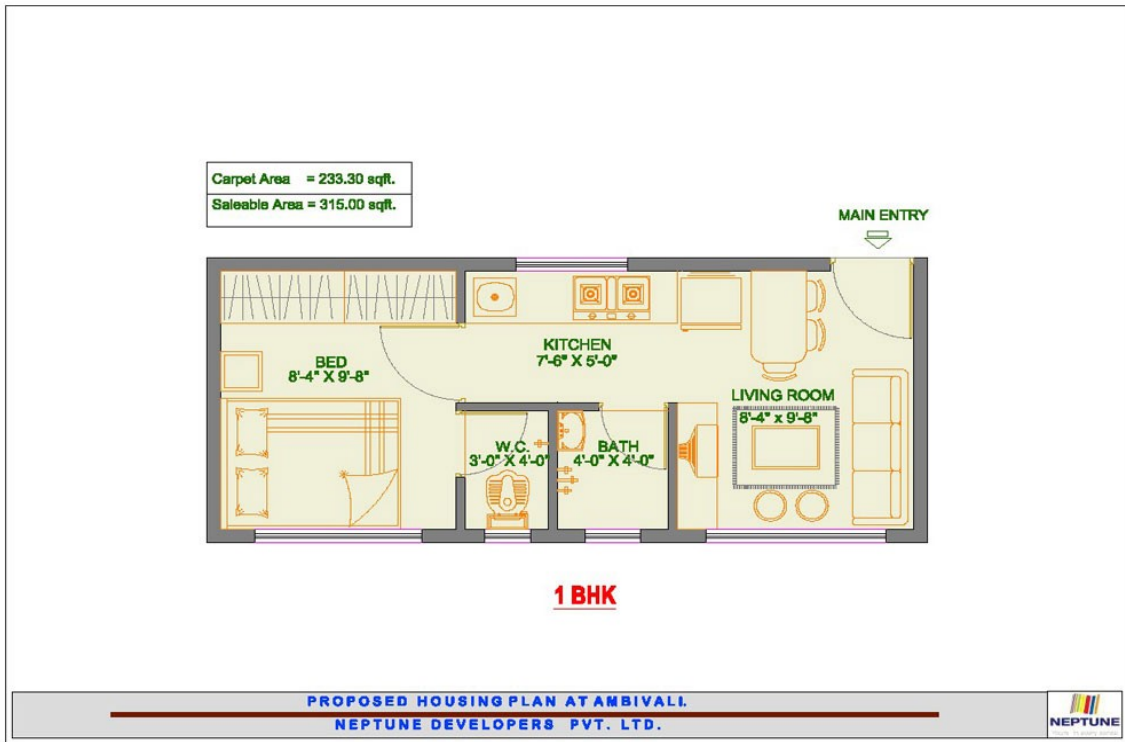 Carpet Area = 233.30 sqft.
Saleable Area = 315.00 sqft.
MAIN ENTRY
KITCHEN
7'-6" X 5'-0"
BED
8'-4" X 9'-8"
LIVING ROOM
8'-4" x 9'-8"
W.C.
3'-0" X 4'-0"
BATH
4'-0" X 4'-0"
1 BHK
PROPOSED HOUSING PLAN AT AMBIVALI.
NEPTUNE DEVELOPERS PVT. LTD.
NEPTUNE